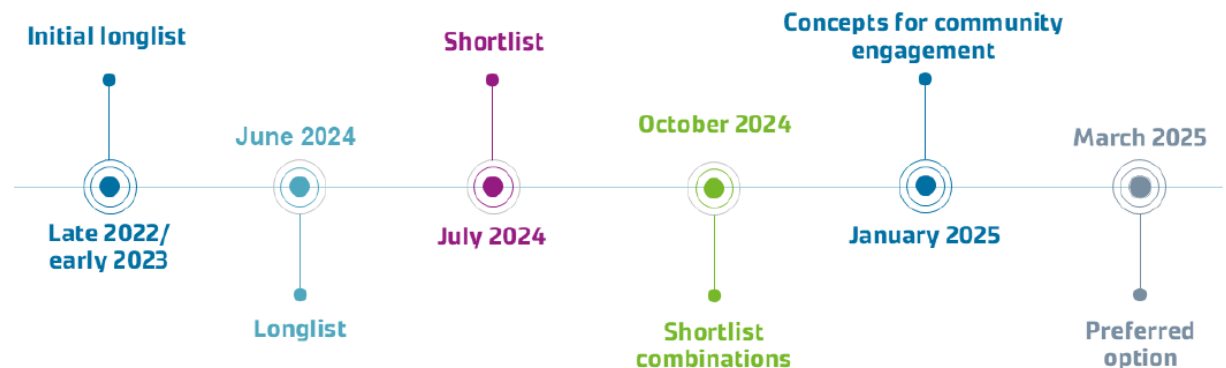 Initial longlist
Late 2022/
early 2023
June 2024
Longlist
Shortlist
July 2024
October 2024
Shortlist
combinations
Concepts for community
engagement
January 2025
March 2025
Preferred
option